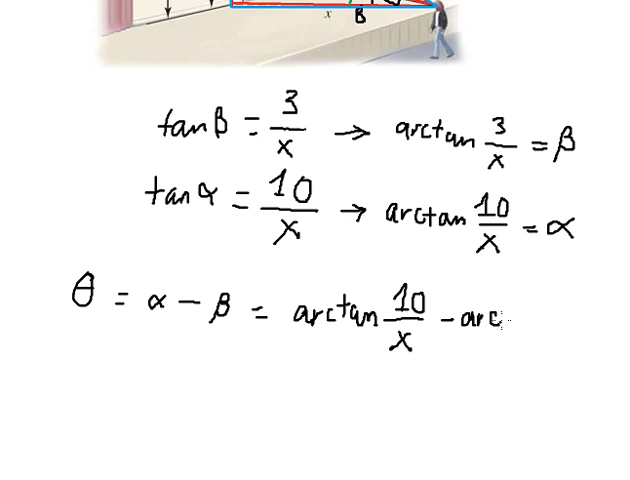 x β
tanβ = 3/x → arctan 3/x = β
tanα = 10/x → arctan 10/x = α
θ = α - β = arctan 10/x - arc